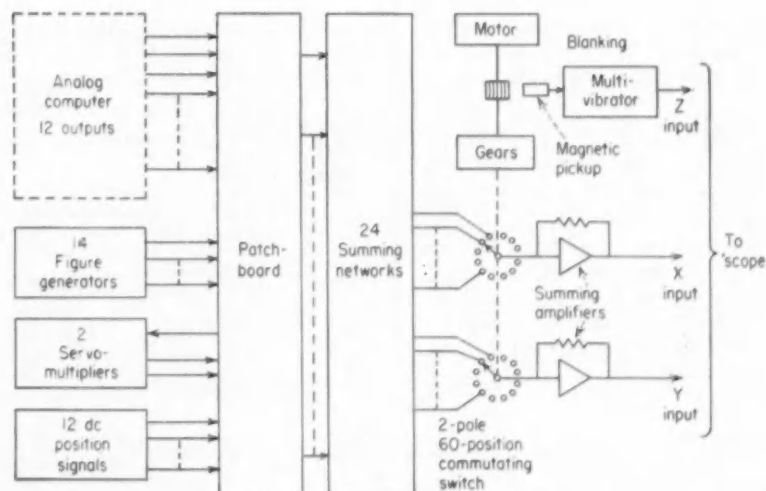 Analog
computer
12 outputs
14
Figure
generators
2
Servo-
multipliers
12 dc
position
signals
Patch-
board
24
Summing
networks
Motor
Gears
Blanking
Multi-
vibrator
Magnetic
pickup
Z
input
X
input
Summing
amplifiers
Y
input
To
'scope
2-pole
60-position
commutating
switch